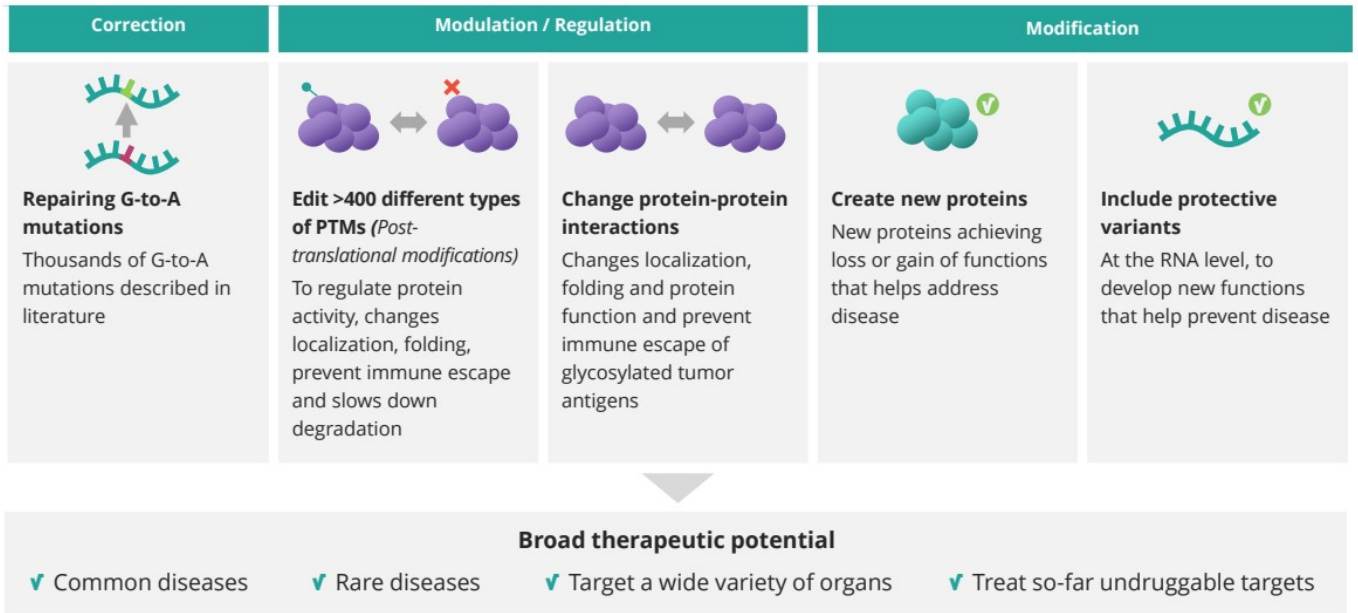 Correction
Modulation / Regulation
Modification
Repairing G-to-A
mutations
Thousands of G-to-A
mutations described in
literature
Edit >400 different types
of PTMs (Post-
translational modifications)
To regulate protein
activity, changes
localization, folding,
prevent immune escape
and slows down
degradation
Change protein-protein
interactions
Changes localization,
folding and protein
function and prevent
immune escape of
glycosylated tumor
antigens
Create new proteins
New proteins achieving
loss or gain of functions
that helps address
disease
Include protective
variants
At the RNA level, to
develop new functions
that help prevent disease
Broad therapeutic potential
Common diseases
Rare diseases
Target a wide variety of organs
Treat so-far undruggable targets